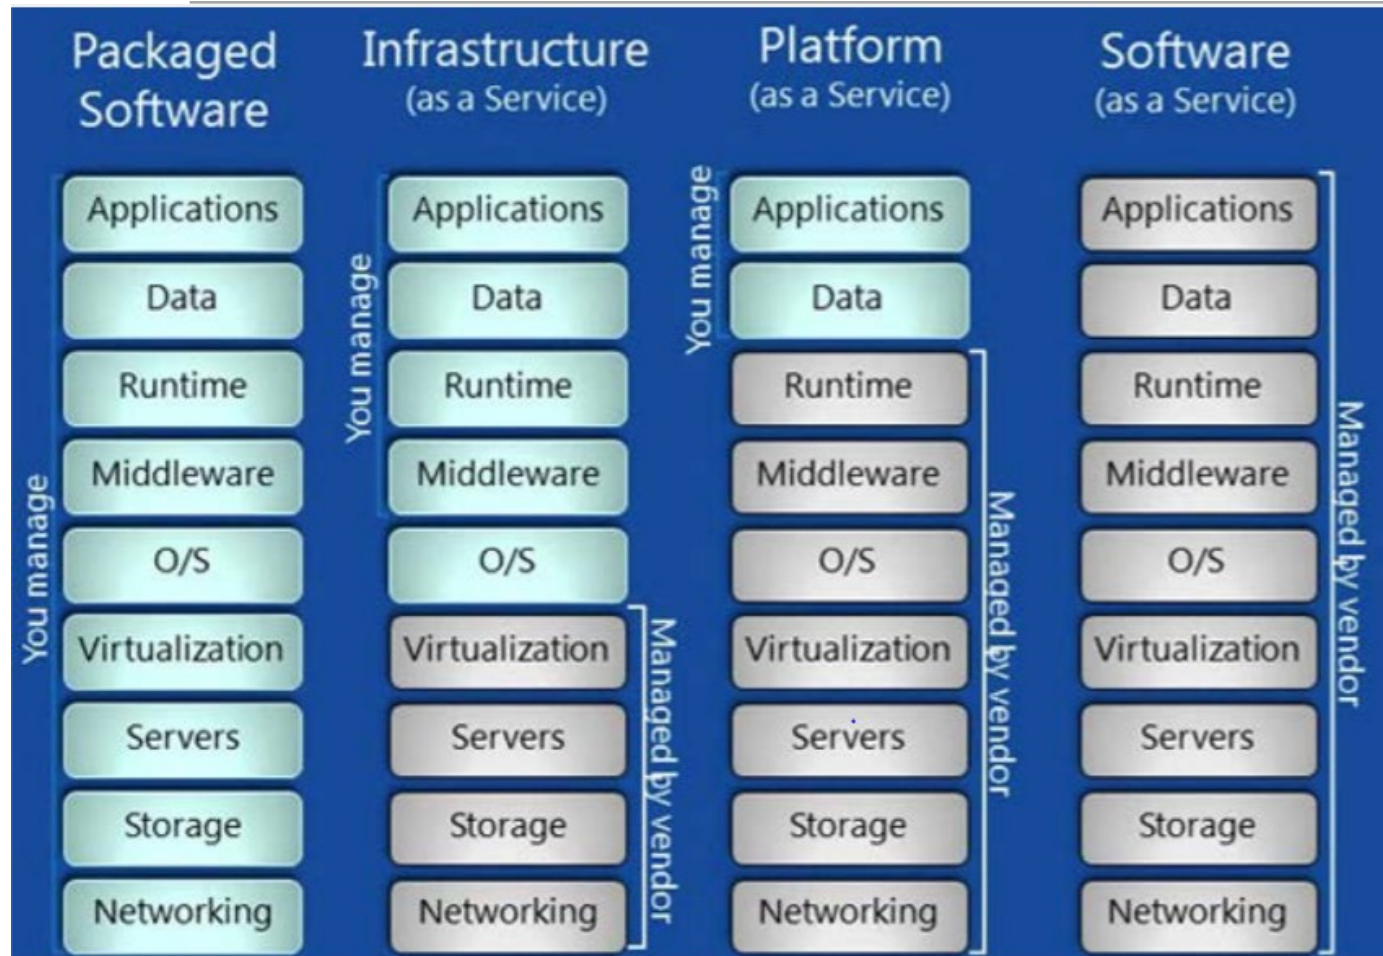 Packaged
Software
Infrastructure
(as a Service)
Platform
(as a Service)
Software
(as a Service)
You manage
Applications
Data
Runtime
Middleware
O/S
Virtualization
Servers
Storage
Networking
You manage
Applications
Data
Runtime
Middleware
O/S
Virtualization
Servers
Storage
Networking
Managed by vendor
You manage
Applications
Data
Runtime
Middleware
O/S
Virtualization
Servers
Storage
Networking
Managed by vendor
Applications
Data
Runtime
Middleware
O/S
Virtualization
Servers
Storage
Networking
Managed by vendor